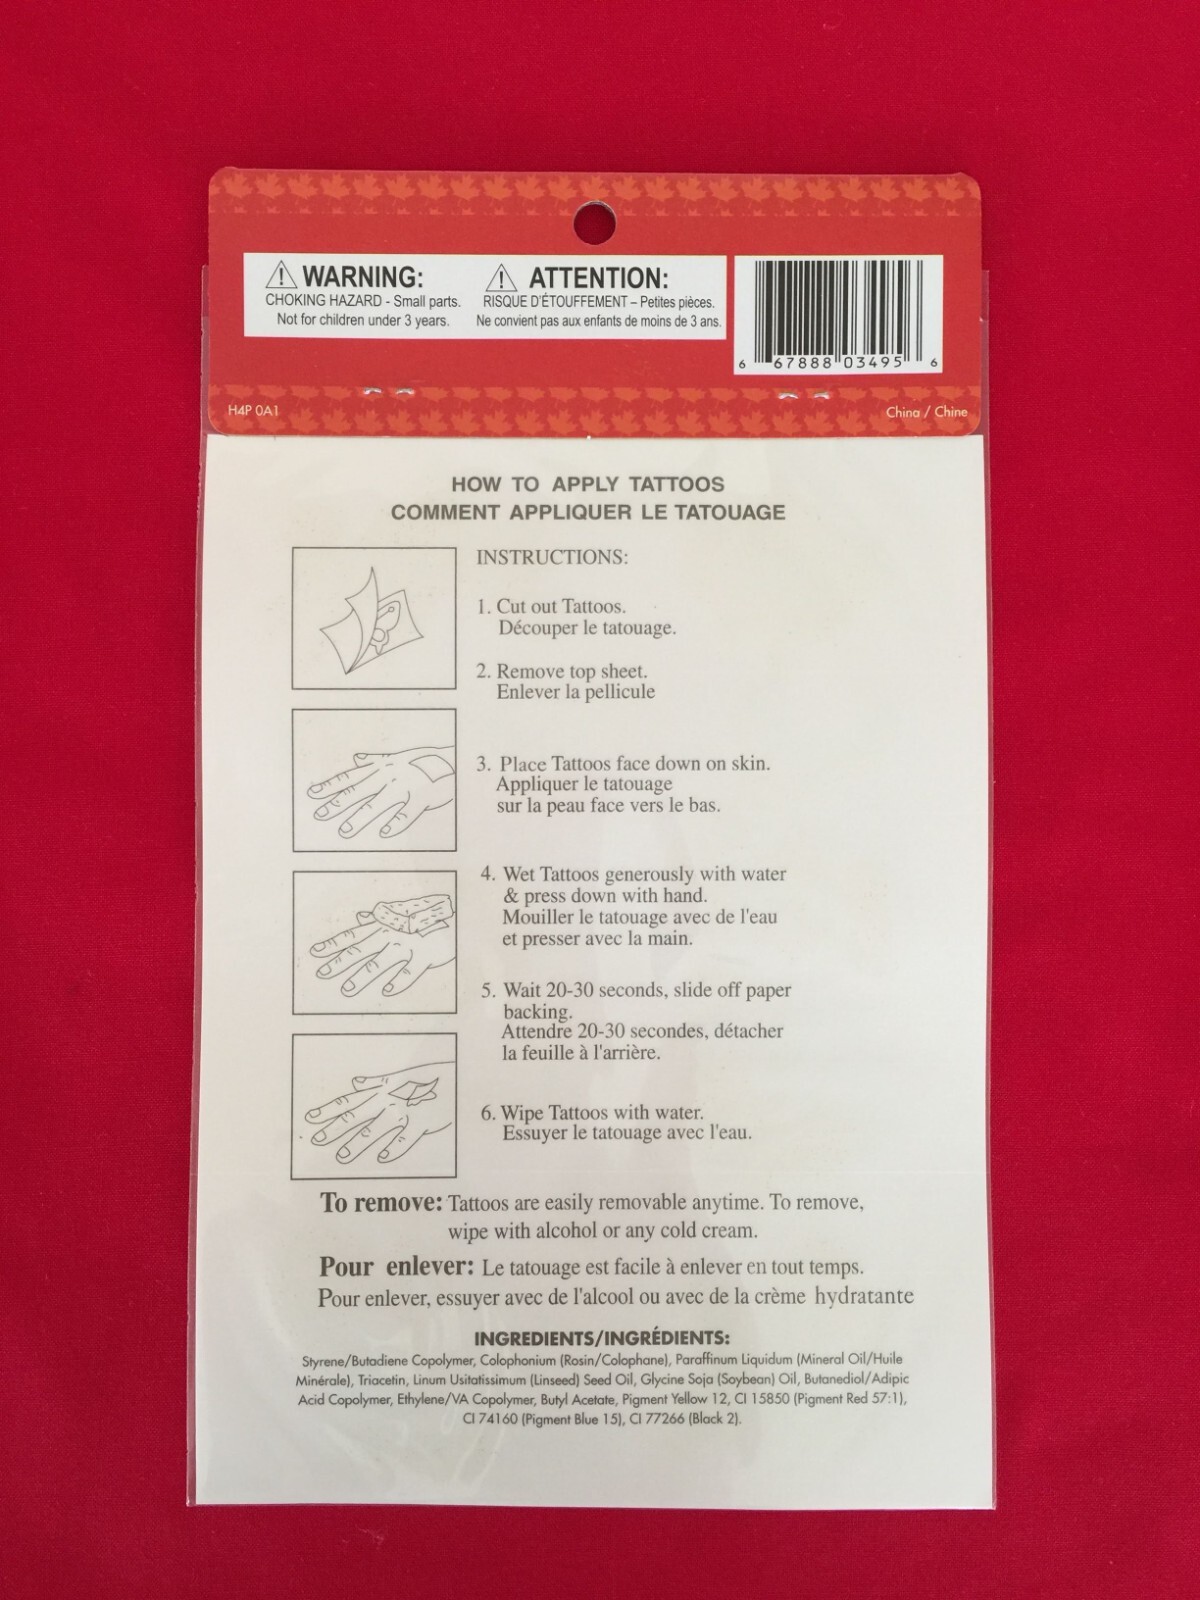 ⚠ WARNING:
CHOKING HAZARD - Small parts.
Not for children under 3 years.
⚠ ATTENTION:
RISQUE D'ÉTOUFFEMENT – Petites pièces.
Ne convient pas aux enfants de moins de 3 ans.
6 67888 03495 6
H4P 0A1
China / Chine
HOW TO APPLY TATTOOS
COMMENT APPLIQUER LE TATOUAGE
INSTRUCTIONS:
1. Cut out Tattoos.
Découper le tatouage.
2. Remove top sheet.
Enlever la pellicule
3. Place Tattoos face down on skin.
Appliquer le tatouage
sur la peau face vers le bas.
4. Wet Tattoos generously with water
& press down with hand.
Mouiller le tatouage avec de l'eau
et presser avec la main.
5. Wait 20-30 seconds, slide off paper
backing.
Attendre 20-30 secondes, détacher
la feuille à l'arrière.
6. Wipe Tattoos with water.
Essuyer le tatouage avec l'eau.
To remove: Tattoos are easily removable anytime. To remove,
wipe with alcohol or any cold cream.
Pour enlever: Le tatouage est facile à enlever en tout temps.
Pour enlever, essuyer avec de l'alcool ou avec de la crème hydratante
INGREDIENTS/INGRÉDIENTS:
Styrene/Butadiene Copolymer, Colophonium (Rosin/Colophane), Paraffinum Liquidum (Mineral Oil/Huile
Minérale), Triacetin, Linum Usitatissimum (Linseed) Seed Oil, Glycine Soja (Soybean) Oil, Butanediol/Adipic
Acid Copolymer, Ethylene/VA Copolymer, Butyl Acetate, Pigment Yellow 12, CI 15850 (Pigment Red 57:1),
CI 74160 (Pigment Blue 15), CI 77266 (Black 2).